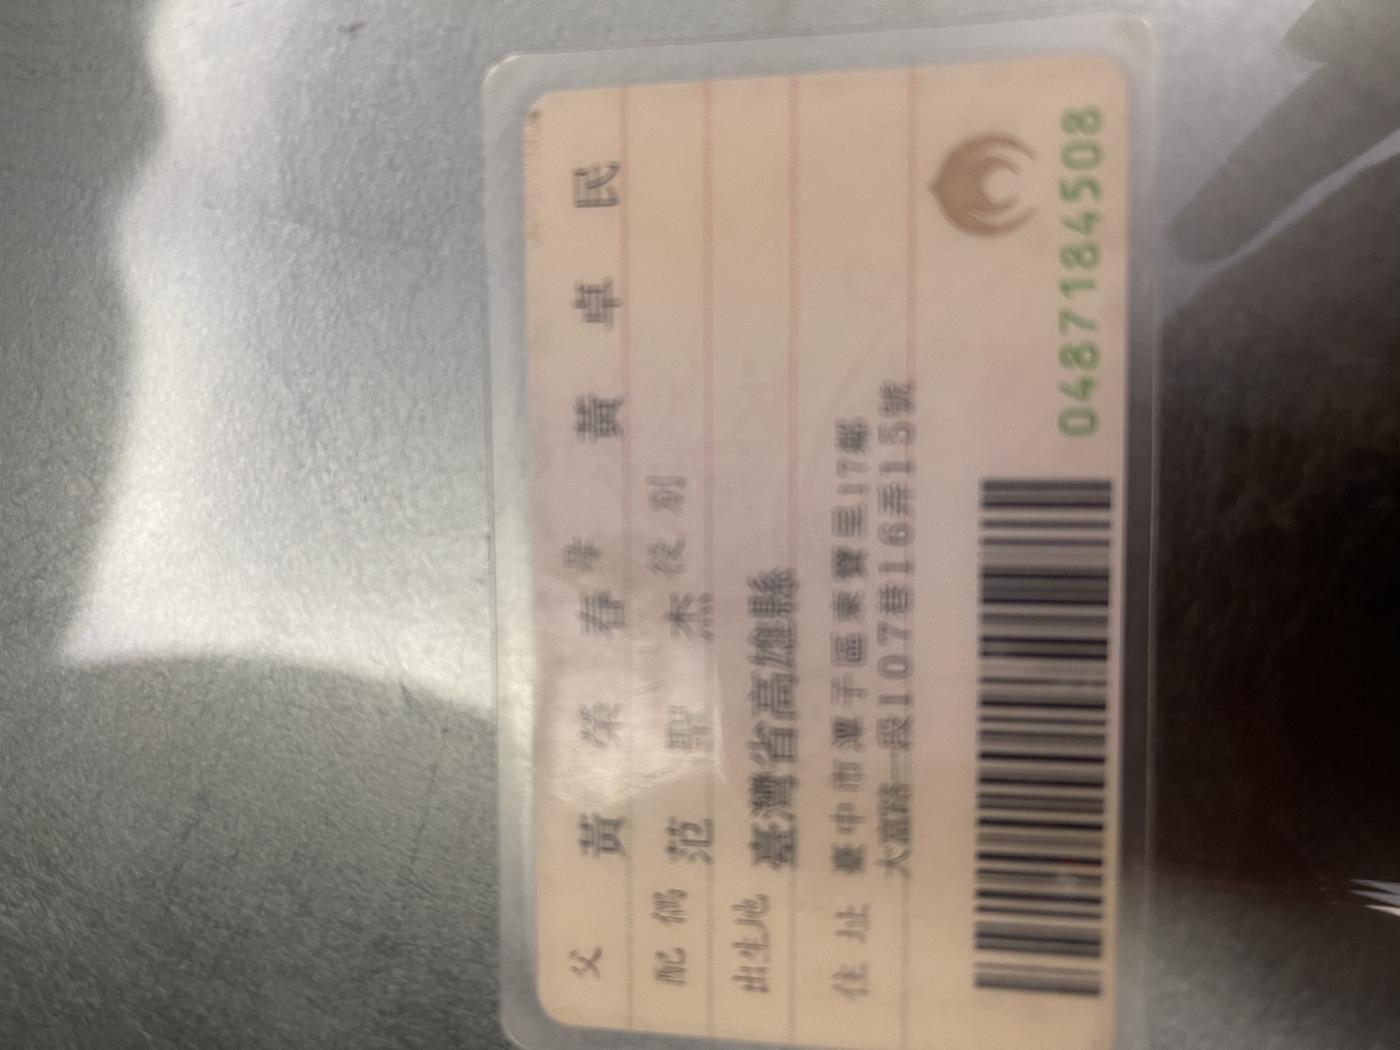 父 黃榮春 母 黃卓民
配偶 范聖杰 役別
出生地 臺灣省高雄縣
住址 臺中市潭子區東寶里17鄰
大富路一段107巷16弄15號
0487184508